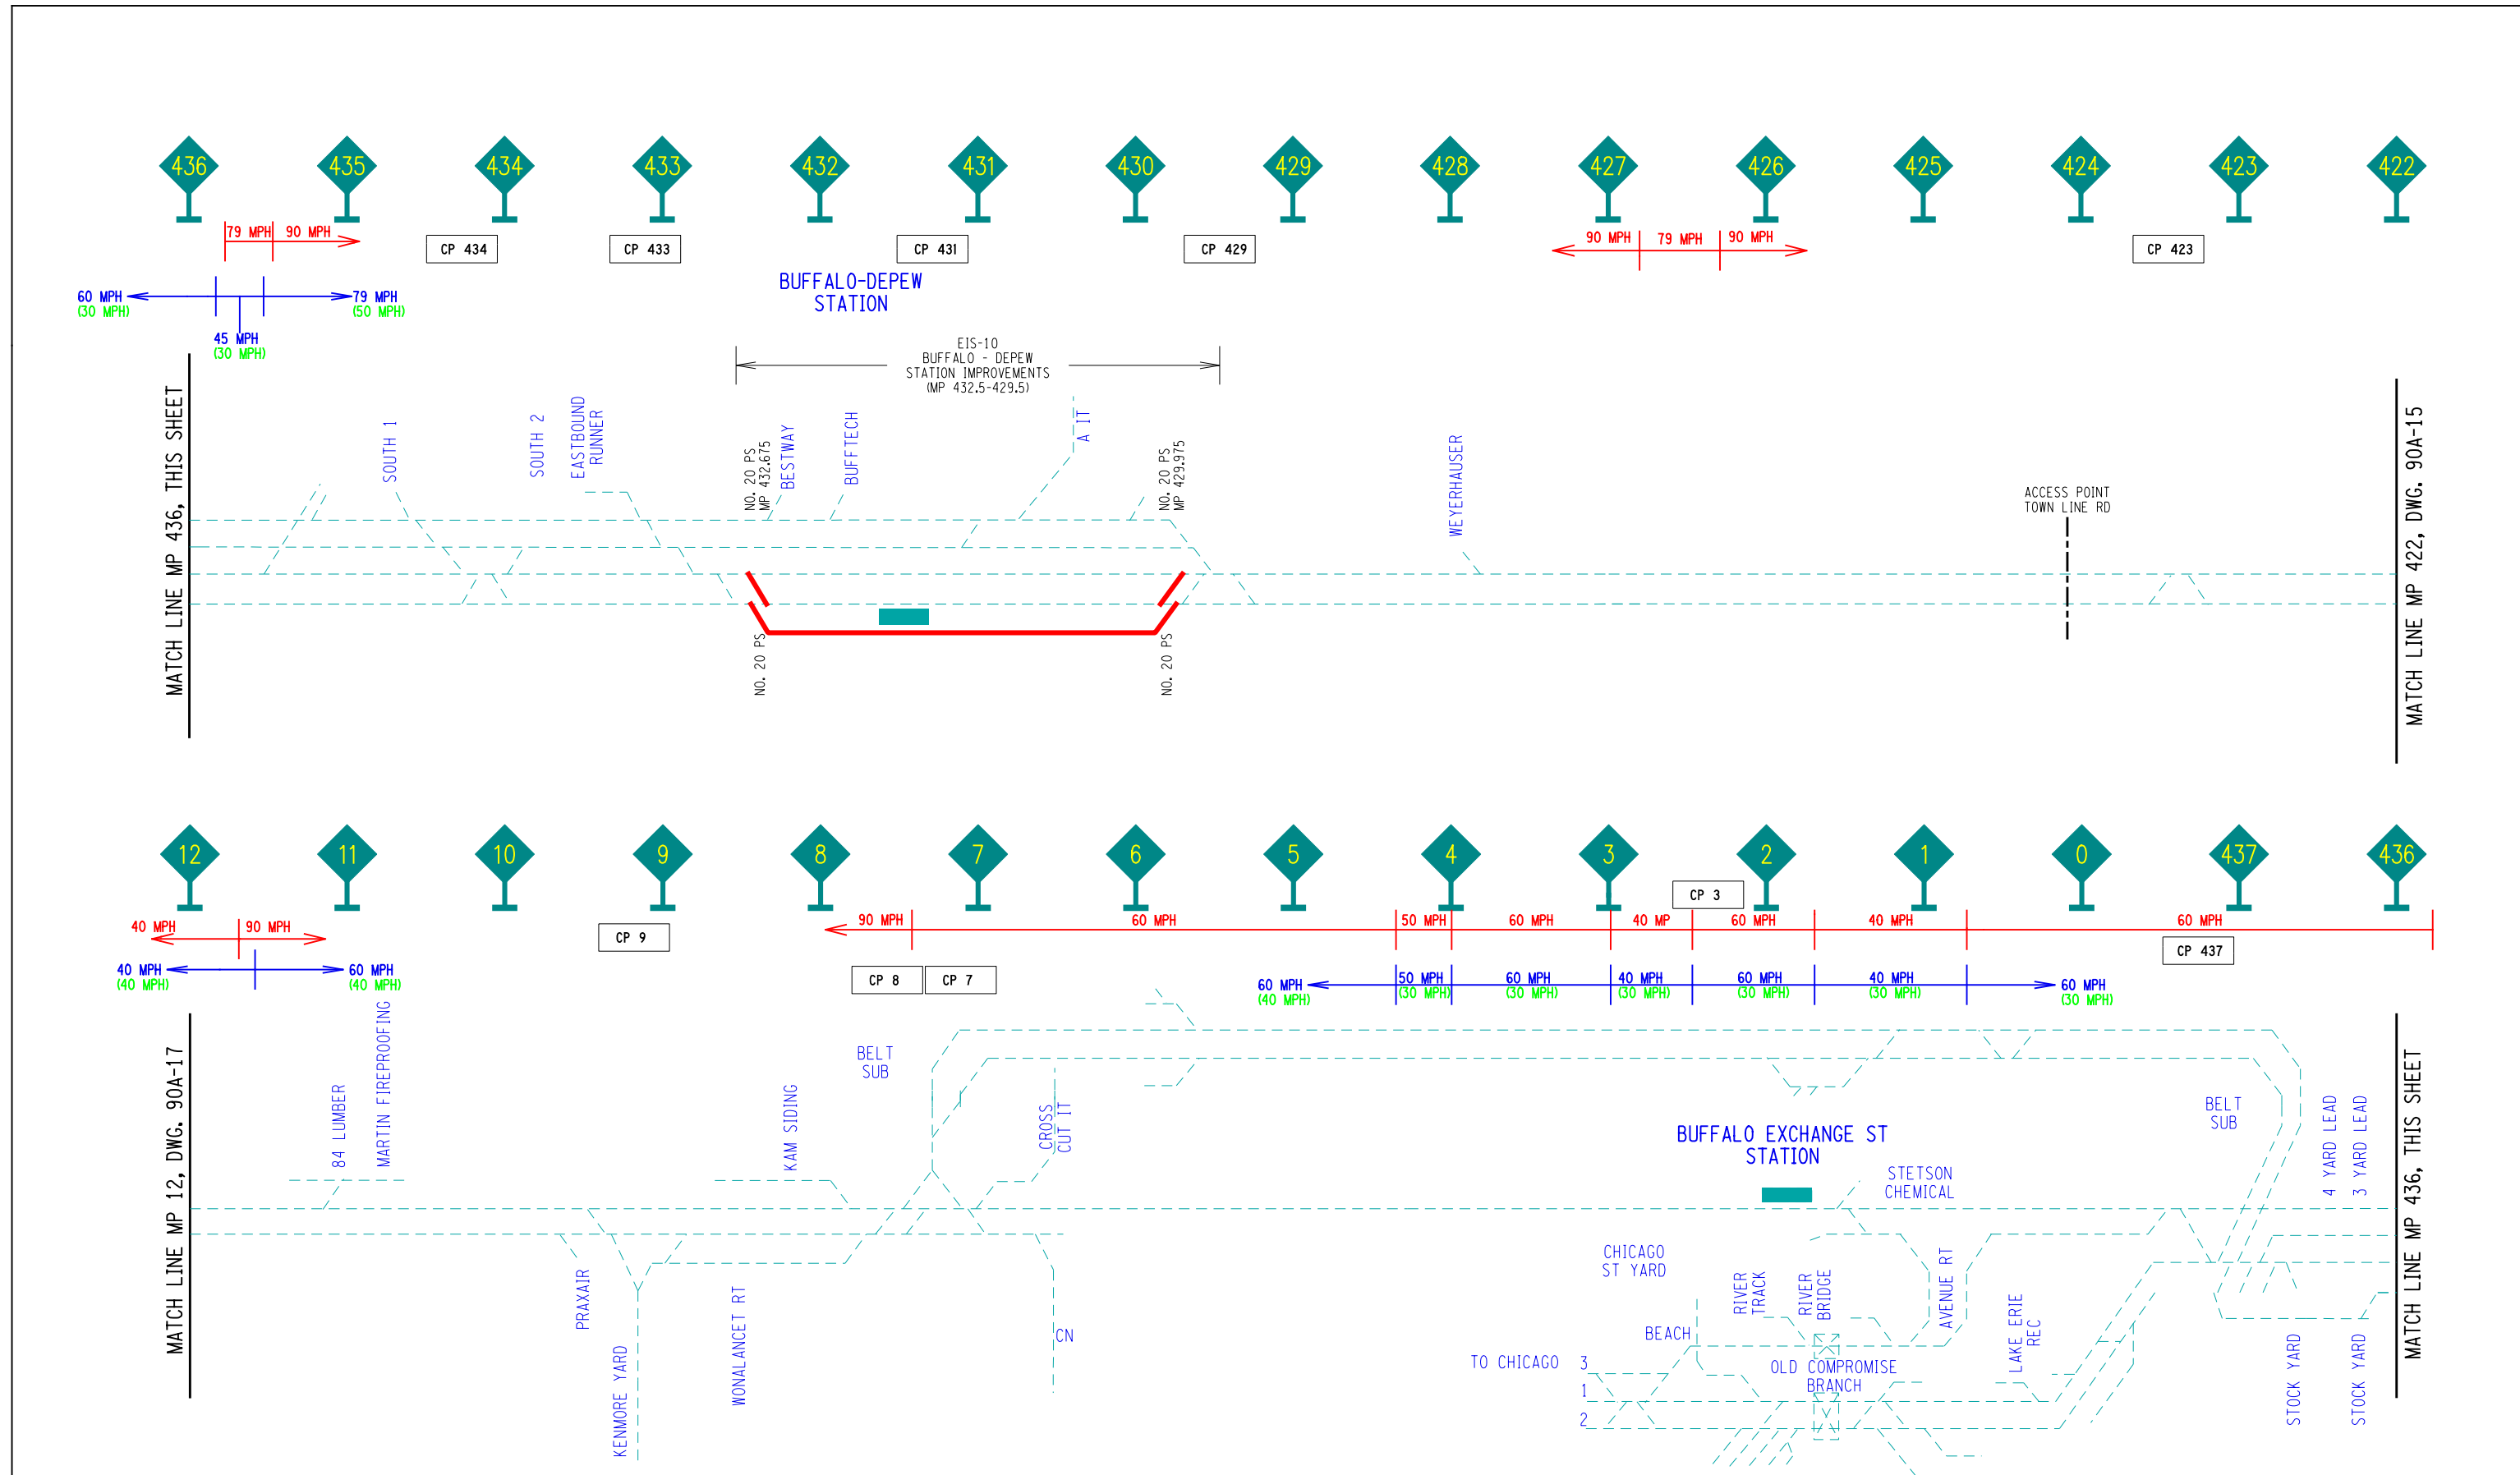 436 435 434 433 432 431 430 429 428 427 426 425 424 423 422
79 MPH 90 MPH
90 MPH 79 MPH 90 MPH
CP 434 CP 433 CP 431 CP 429 CP 423
BUFFALO-DEPEW
STATION
60 MPH
(30 MPH)
79 MPH
(50 MPH)
45 MPH
(30 MPH)
EIS-10
BUFFALO - DEPEW
STATION IMPROVEMENTS
(MP 432.5-429.5)
MATCH LINE MP 436, THIS SHEET
SOUTH 1
SOUTH 2
EASTBOUND
RUNNER
NO. 20 PS
MP 432.675
BESTWAY
BUFFTECH
A IT
NO. 20 PS
MP 429.975
WEYERHAUSER
ACCESS POINT
TOWN LINE RD
MATCH LINE MP 422, DWG. 90A-15
NO. 20 PS
NO. 20 PS
12 11 10 9 8 7 6 5 4 3 2 1 0 437 436
CP 3
40 MPH 90 MPH
90 MPH 60 MPH 50 MPH 60 MPH 40 MP 60 MPH 40 MPH 60 MPH
CP 9
CP 437
CP 8 CP 7
40 MPH
(40 MPH)
60 MPH
(40 MPH)
60 MPH
(40 MPH)
50 MPH
(30 MPH)
60 MPH
(30 MPH)
40 MPH
(30 MPH)
60 MPH
(30 MPH)
40 MPH
(30 MPH)
60 MPH
(30 MPH)
MATCH LINE MP 12, DWG. 90A-17
84 LUMBER
MARTIN FIREPROOFING
KAM SIDING
BELT
SUB
CROSS
CUT IT
BUFFALO EXCHANGE ST
STATION
STETSON
CHEMICAL
BELT
SUB
4 YARD LEAD
3 YARD LEAD
MATCH LINE MP 436, THIS SHEET
PRAXAIR
KENMORE YARD
WONALANCET RT
CN
CHICAGO
ST YARD
RIVER
TRACK
RIVER
BRIDGE
AVENUE RT
BEACH
LAKE ERIE
REC
TO CHICAGO 3
1
2
OLD COMPROMISE
BRANCH
STOCK YARD
STOCK YARD